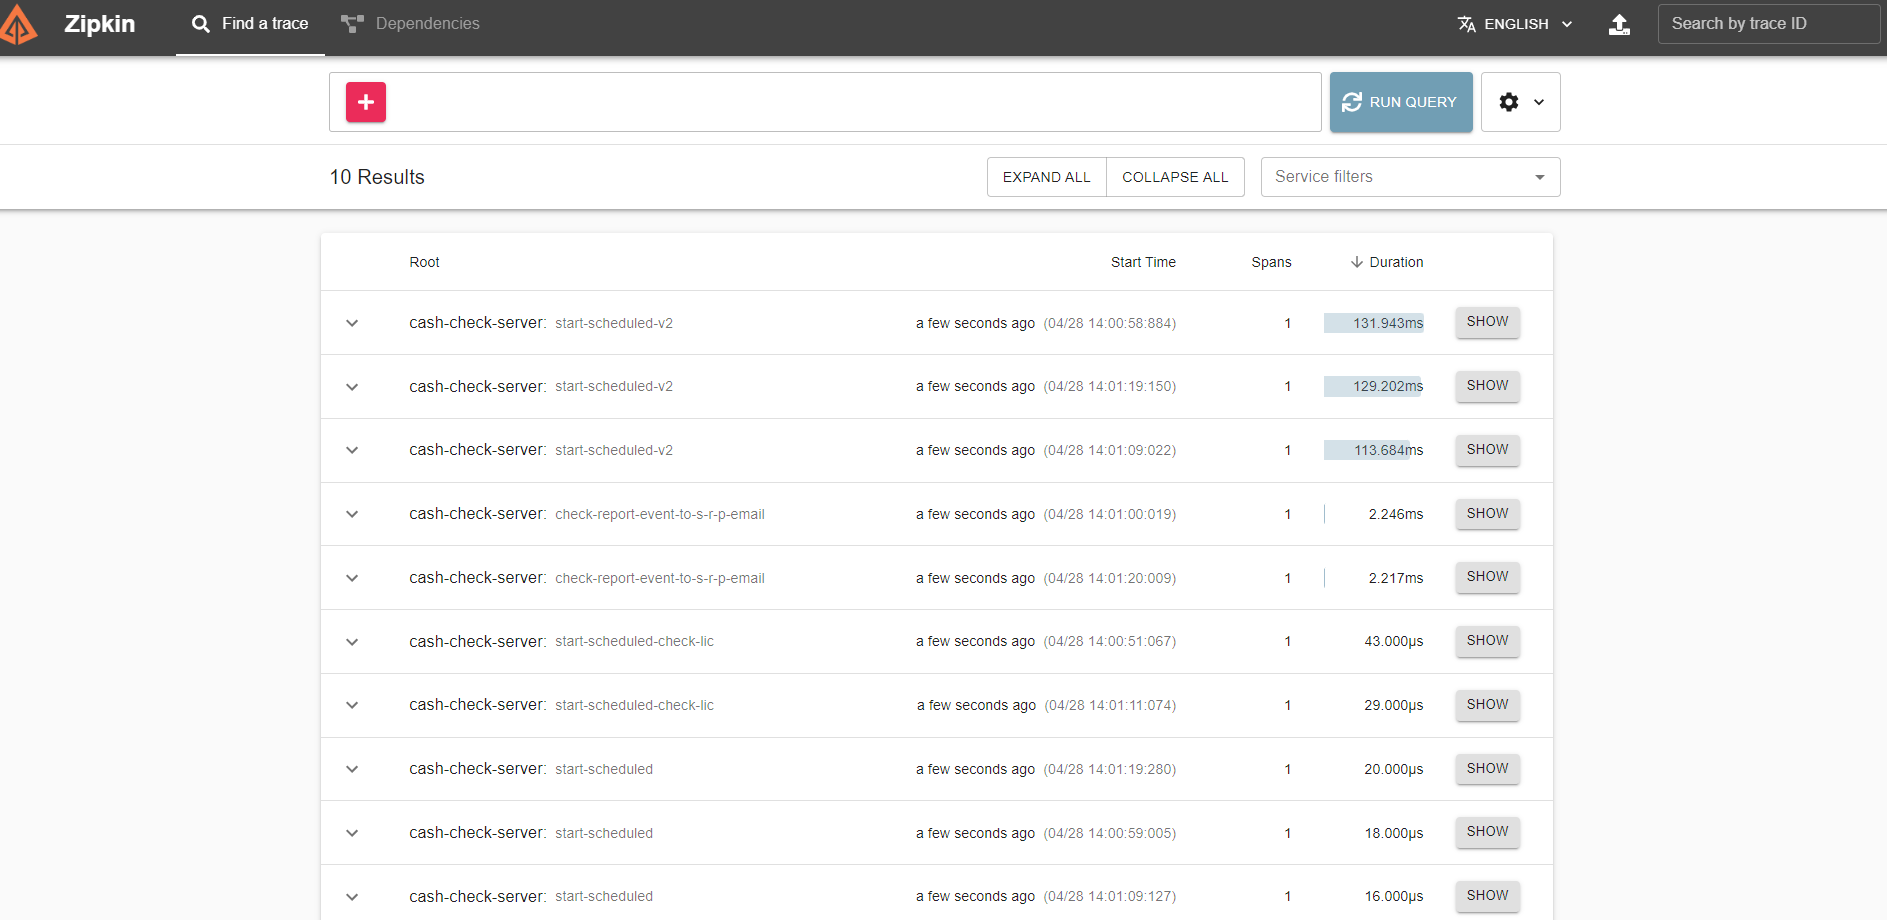 Zipkin Find a trace Dependencies ENGLISH Search by trace ID
RUN QUERY
10 Results EXPAND ALL COLLAPSE ALL Service filters
Root Start Time Spans Duration
cash-check-server: start-scheduled-v2 a few seconds ago (04/28 14:00:58:884) 1 131.943ms SHOW
cash-check-server: start-scheduled-v2 a few seconds ago (04/28 14:01:19:150) 1 129.202ms SHOW
cash-check-server: start-scheduled-v2 a few seconds ago (04/28 14:01:09:022) 1 113.684ms SHOW
cash-check-server: check-report-event-to-s-r-p-email a few seconds ago (04/28 14:01:00:019) 1 2.246ms SHOW
cash-check-server: check-report-event-to-s-r-p-email a few seconds ago (04/28 14:01:20:009) 1 2.217ms SHOW
cash-check-server: start-scheduled-check-lic a few seconds ago (04/28 14:00:51:067) 1 43.000μs SHOW
cash-check-server: start-scheduled-check-lic a few seconds ago (04/28 14:01:11:074) 1 29.000μs SHOW
cash-check-server: start-scheduled a few seconds ago (04/28 14:01:19:280) 1 20.000μs SHOW
cash-check-server: start-scheduled a few seconds ago (04/28 14:00:59:005) 1 18.000μs SHOW
cash-check-server: start-scheduled a few seconds ago (04/28 14:01:09:127) 1 16.000μs SHOW